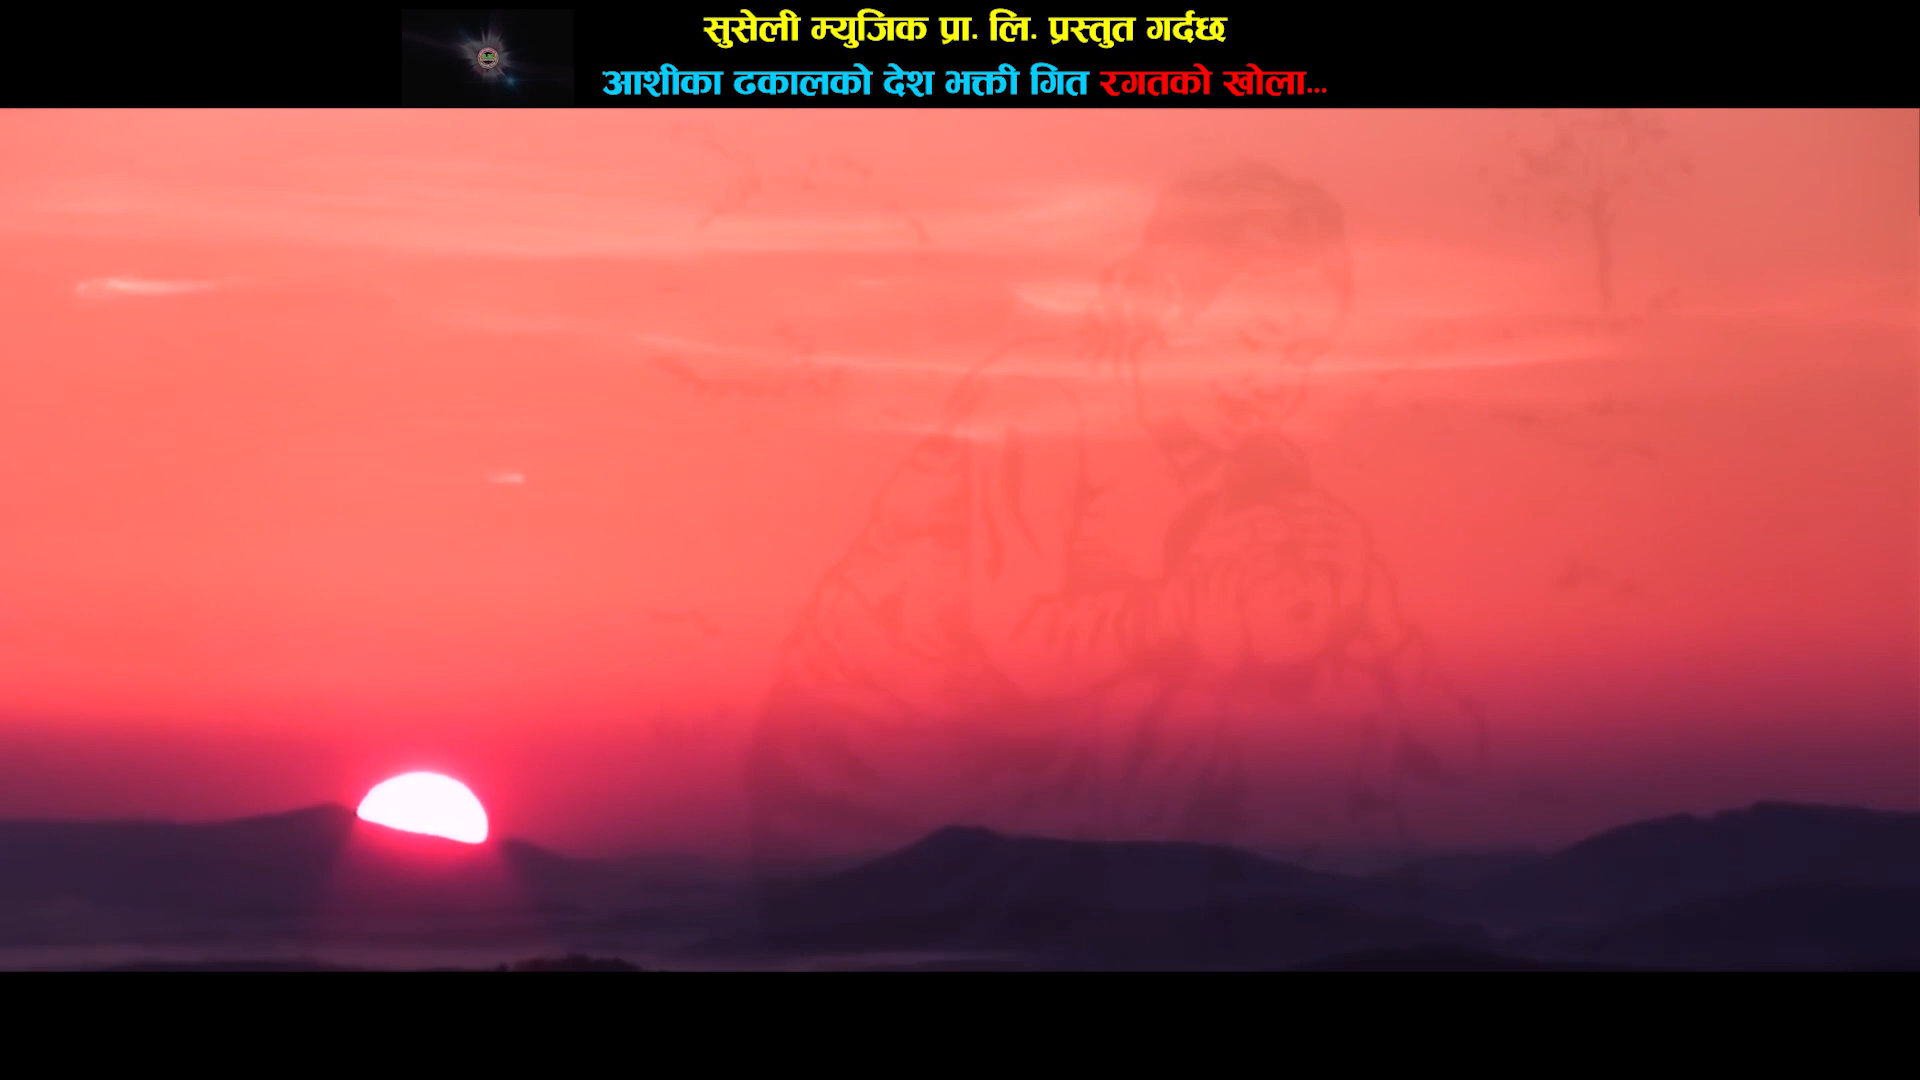 सुसेली म्युजिक प्रा. लि. प्रस्तुत गर्दछ
आशीका ढकालको देश भक्ती गित रगतको खोला...